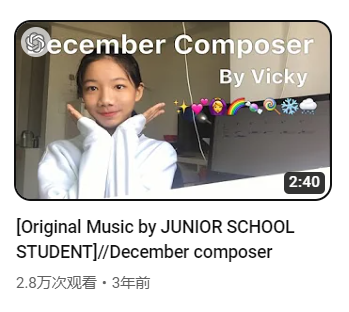 December Composer
By Vicky
2:40
[Original Music by JUNIOR SCHOOL
STUDENT]//December composer
2.8万次观看・3年前